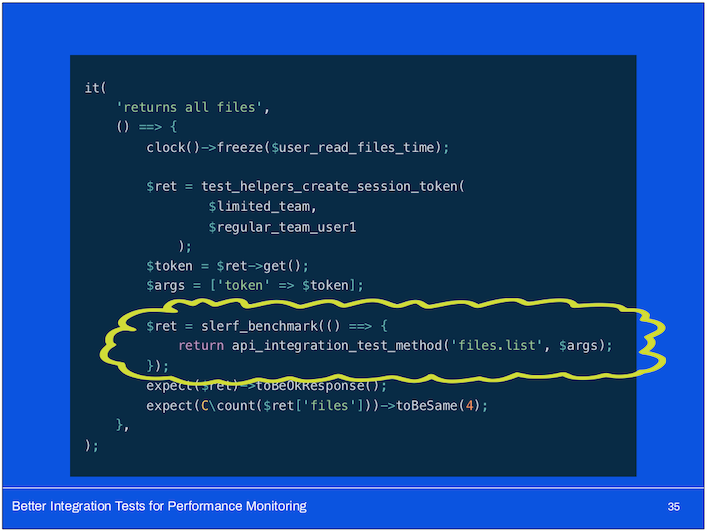 it(
    'returns all files',
    () ==> {
        clock()->freeze($user_read_files_time);
        $ret = test_helpers_create_session_token(
                $limited_team,
                $regular_team_user1
            );
        $token = $ret->get();
        $args = ['token' => $token];
        $ret = slerf_benchmark(() ==> {
            return api_integration_test_method('files.list', $args);
        });
        expect($ret)->toBeOkResponse();
        expect(C\count($ret['files']))->toBeSame(4);
    },
);
Better Integration Tests for Performance Monitoring
35